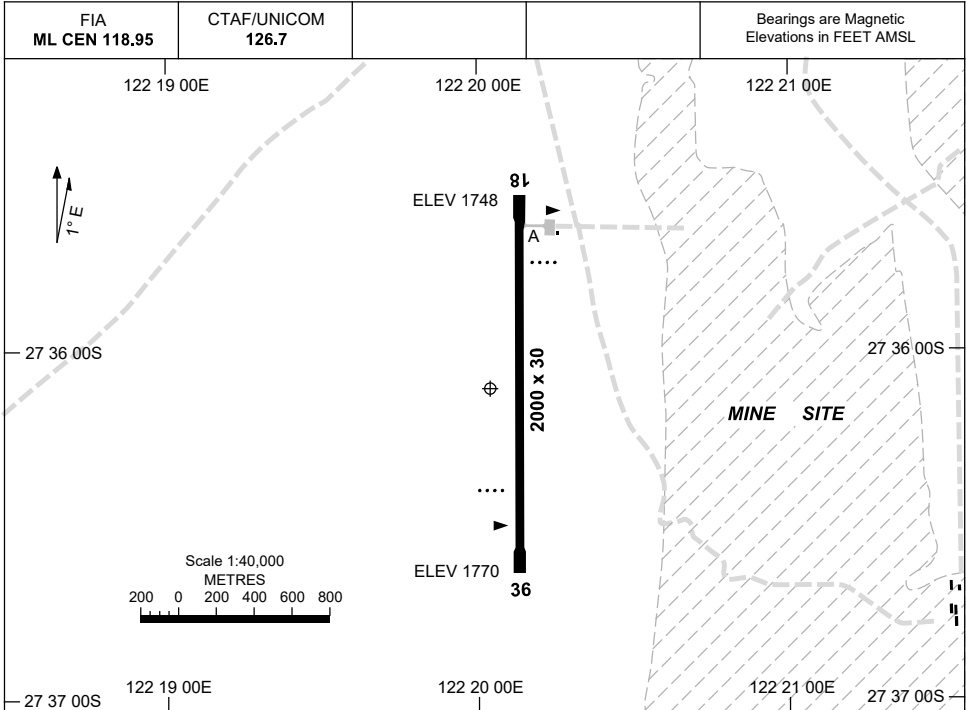 FIA
ML CEN 118.95
CTAF/UNICOM
126.7
Bearings are Magnetic
Elevations in FEET AMSL
122 19 00E
122 20 00E
122 21 00E
1° E
18
ELEV 1748
A
27 36 00S
27 36 00S
2000 x 30
MINE SITE
Scale 1:40,000
METRES
200 0 200 400 600 800
ELEV 1770
36
27 37 00S
122 19 00E
122 20 00E
122 21 00E
27 37 00S